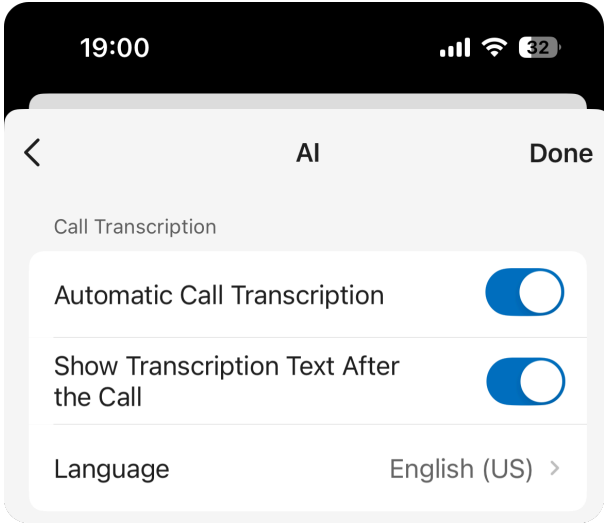 19:00
32
AI
Done
Call Transcription
Automatic Call Transcription
Show Transcription Text After
the Call
Language
English (US)